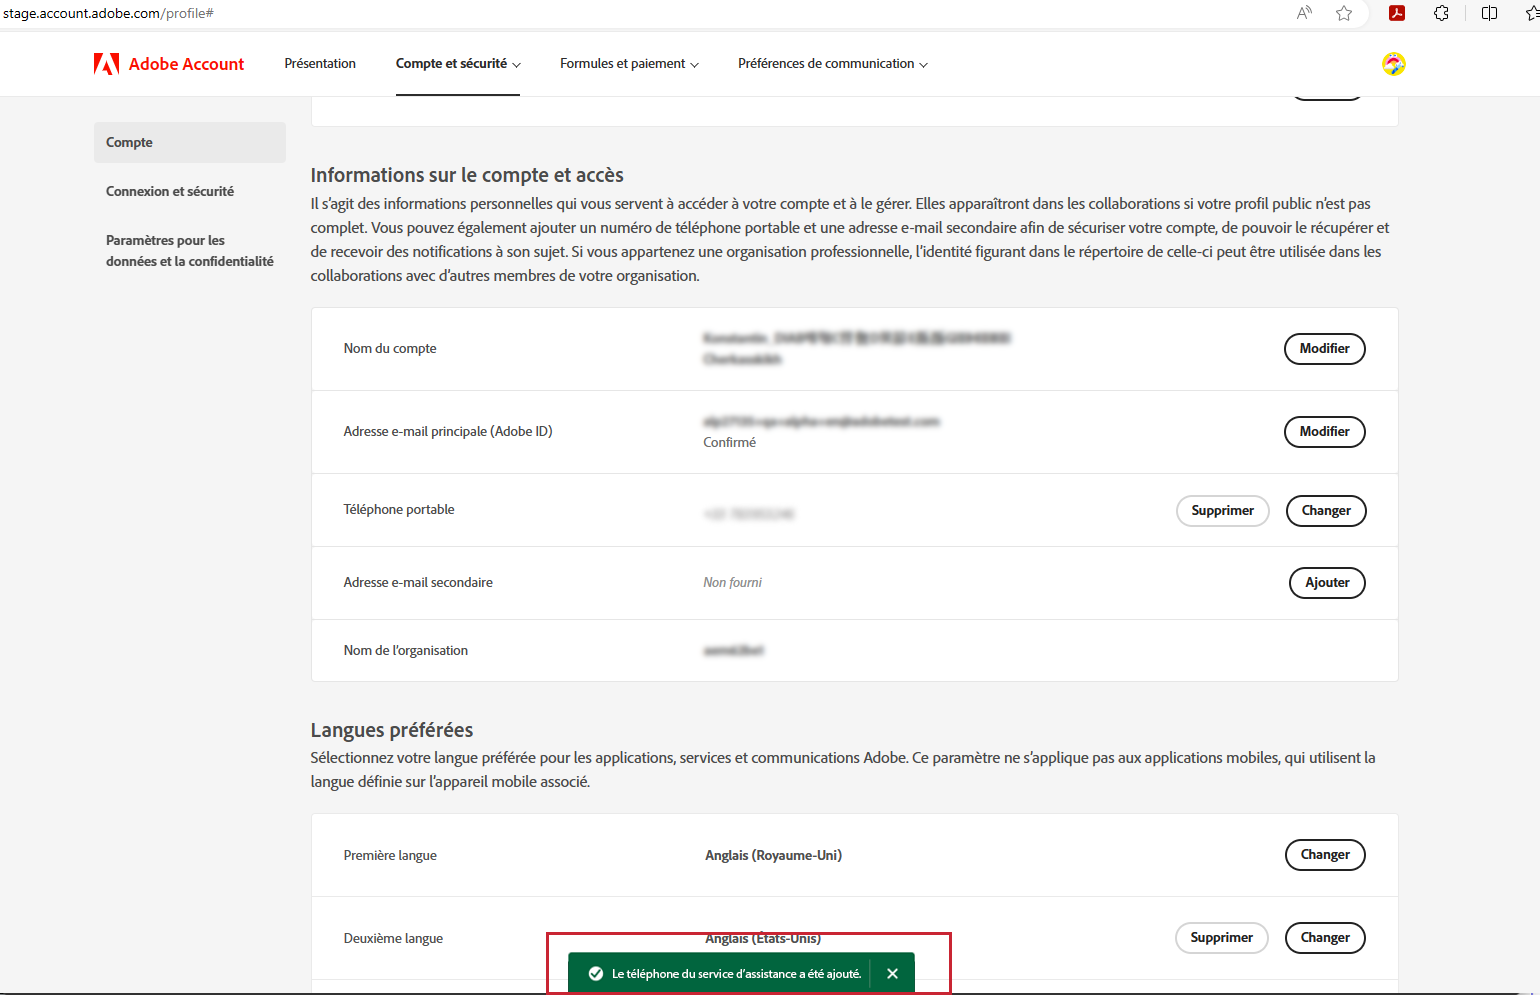 stage.account.adobe.com/profile#
Adobe Account
Présentation
Compte et sécurité
Formules et paiement
Préférences de communication
Compte
Connexion et sécurité
Paramètres pour les
données et la confidentialité
Informations sur le compte et accès
Il s’agit des informations personnelles qui vous servent à accéder à votre compte et à le gérer. Elles apparaîtront dans les collaborations si votre profil public n’est pas
complet. Vous pouvez également ajouter un numéro de téléphone portable et une adresse e-mail secondaire afin de sécuriser votre compte, de pouvoir le récupérer et
de recevoir des notifications à son sujet. Si vous appartenez une organisation professionnelle, l’identité figurant dans le répertoire de celle-ci peut être utilisée dans les
collaborations avec d’autres membres de votre organisation.
Nom du compte
Modifier
Adresse e-mail principale (Adobe ID)
Confirmé
Modifier
Téléphone portable
Supprimer
Changer
Adresse e-mail secondaire
Non fourni
Ajouter
Nom de l’organisation
Langues préférées
Sélectionnez votre langue préférée pour les applications, services et communications Adobe. Ce paramètre ne s’applique pas aux applications mobiles, qui utilisent la
langue définie sur l’appareil mobile associé.
Première langue
Anglais (Royaume-Uni)
Changer
Deuxième langue
Anglais (États-Unis)
Supprimer
Changer
Le téléphone du service d’assistance a été ajouté.